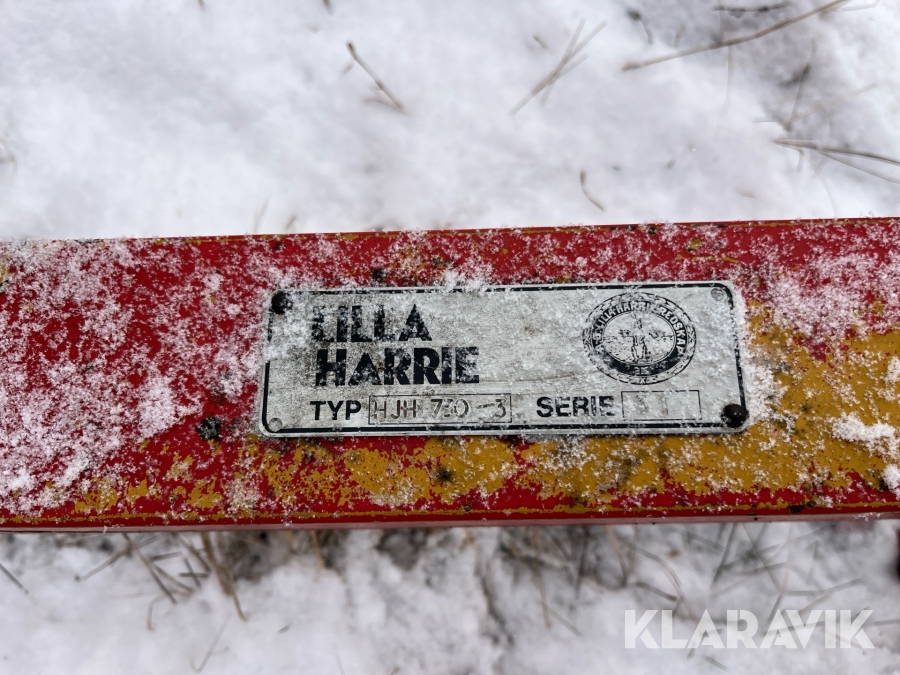 LILLA
HARRIE
TYP HJH 730-3 SERIE
KLARAVIK